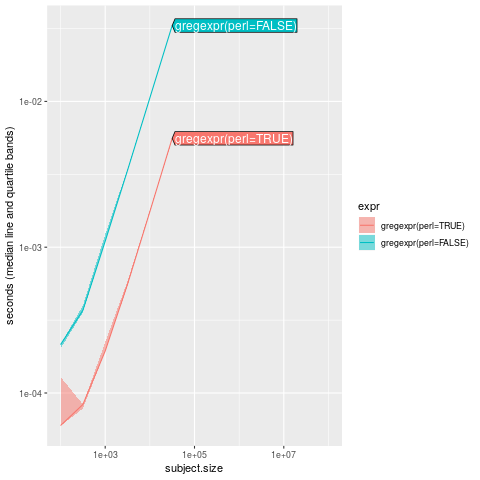 gregexpr(perl=FALSE)
1e-02
gregexpr(perl=TRUE)
seconds (median line and quartile bands)
expr
gregexpr(perl=TRUE)
gregexpr(perl=FALSE)
1e-03
1e-04
1e+03 1e+05 1e+07
subject.size